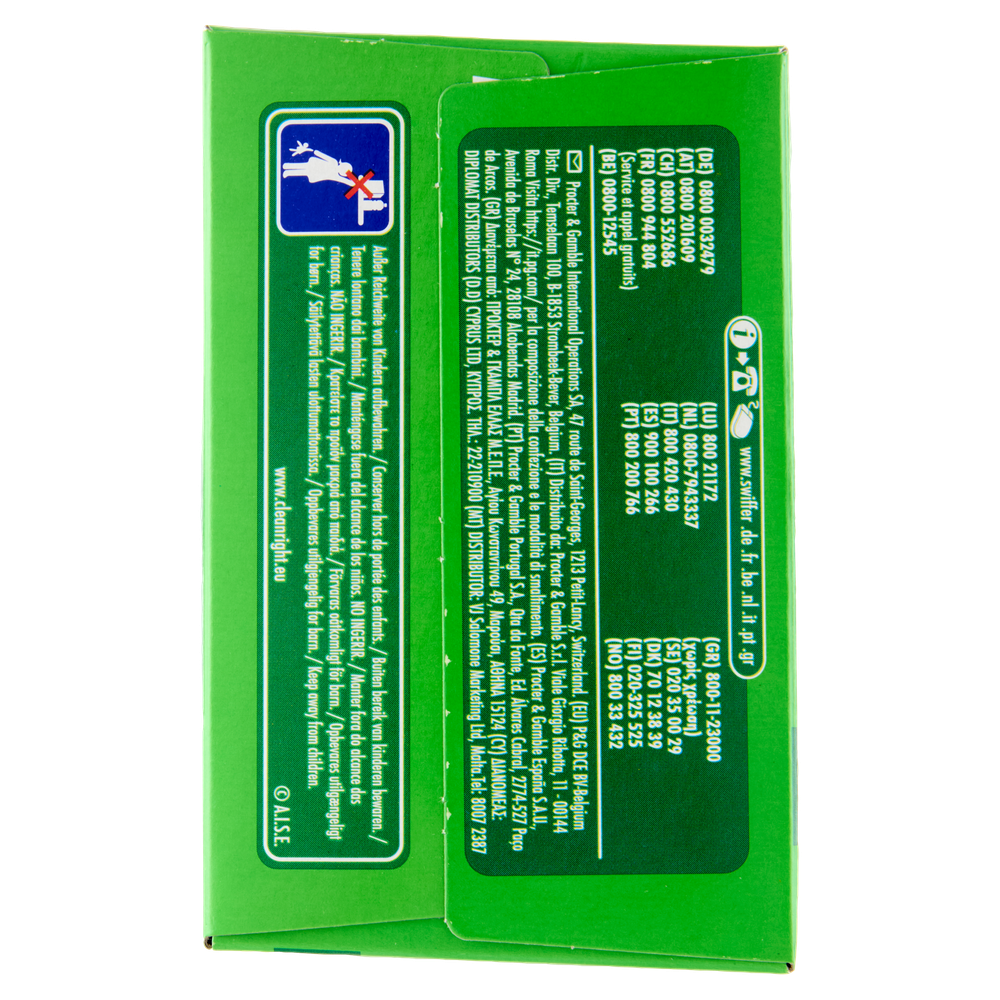 www.swiffer .de .fr .be .nl .it .pt .gr
(DE) 0800 0032479
(AT) 0800 201609
(CH) 0800 557686
(FR) 0800 944 804
(Service et appel gratuits)
(BE) 0800-12545
(LU) 800 21172
(NL) 0800-7943337
(IT) 800 420 430
(ES) 900 100 266
(PT) 800 200 766
(GR) 800-11-23000
(χωρίς χρέωση)
(SE) 020 35 00 29
(DK) 70 12 38 39
(FI) 020-325 525
(NO) 800 33 432
Procter & Gamble International Operations SA, 47 route de Saint-Georges, 1213 Petit-Lancy, Switzerland. (EU) P&G DCE BV-Belgium
Distr. Div, Temselaan 100, B-1853 Strombeek-Bever, Belgium. (IT) Distribuito da: Procter & Gamble S.r.l. Viale Giorgio Ribotta, 11 - 00144
Roma Visita https://it.pg.com/ per la composizione della confezione e le modalità di smaltimento. (ES) Procter & Gamble España S.A.U.,
Avenida de Bruselas N° 24, 28108 Alcobendas Madrid. (PT) Procter & Gamble Portugal S.A., Qta da Fonte, Ed. Álvares Cabral, 2774-527 Paço
de Arcos. (GR) Διανέμεται από: ΠΡΟΚΤΕΡ & ΓΚΑΜΠΛ ΕΛΛΑΣ Μ.Ε.Π.Ε., Αγίου Κωνσταντίνου 49, Μαρούσι, ΑΘΗΝΑ 15124 (CY) ΔΙΑΝΟΜΕΑΣ:
DIPLOMAT DISTRIBUTORS (D.D) CYPRUS LTD, ΚΥΠΡΟΣ. ΤΗΛ.: 22-210900 (MT) DISTRIBUTOR: VJ Salomone Marketing Ltd, Malta.Tel: 8007 2387
Außer Reichweite von Kindern aufbewahren. / Conserver hors de portée des enfants. / Buiten bereik van kinderen bewaren. /
Tenere lontano dai bambini. / Manténgase fuera del alcance de los niños. NO INGERIR. / Manter fora do alcance das
crianças. NÃO INGERIR. / Κρατείστε το προϊόν μακριά από παιδιά. / Förvaras oåtkomligt för barn. / Opbevares utilgængeligt
for børn. / Säilytettävä lasten ulottumattomissa. / Oppbevares utilgjengelig for barn. / Keep away from children.
www.cleanright.eu
© A.I.S.E.